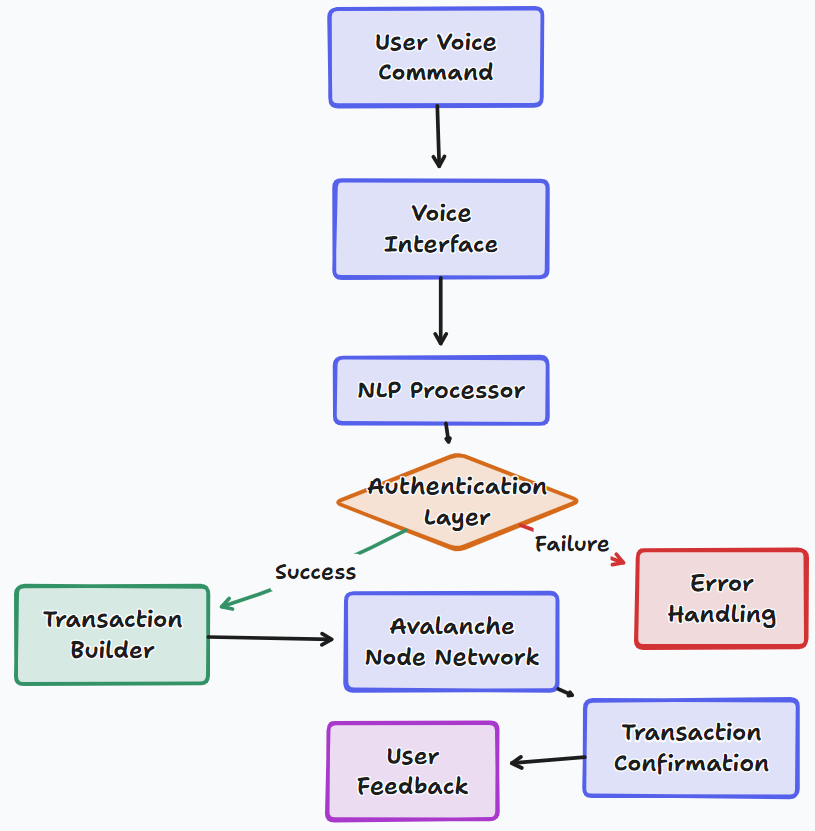 User Voice
Command
Voice
Interface
NLP Processor
Authentication
Layer
Failure
Success
Error
Handling
Transaction
Builder
Avalanche
Node Network
Transaction
Confirmation
User
Feedback